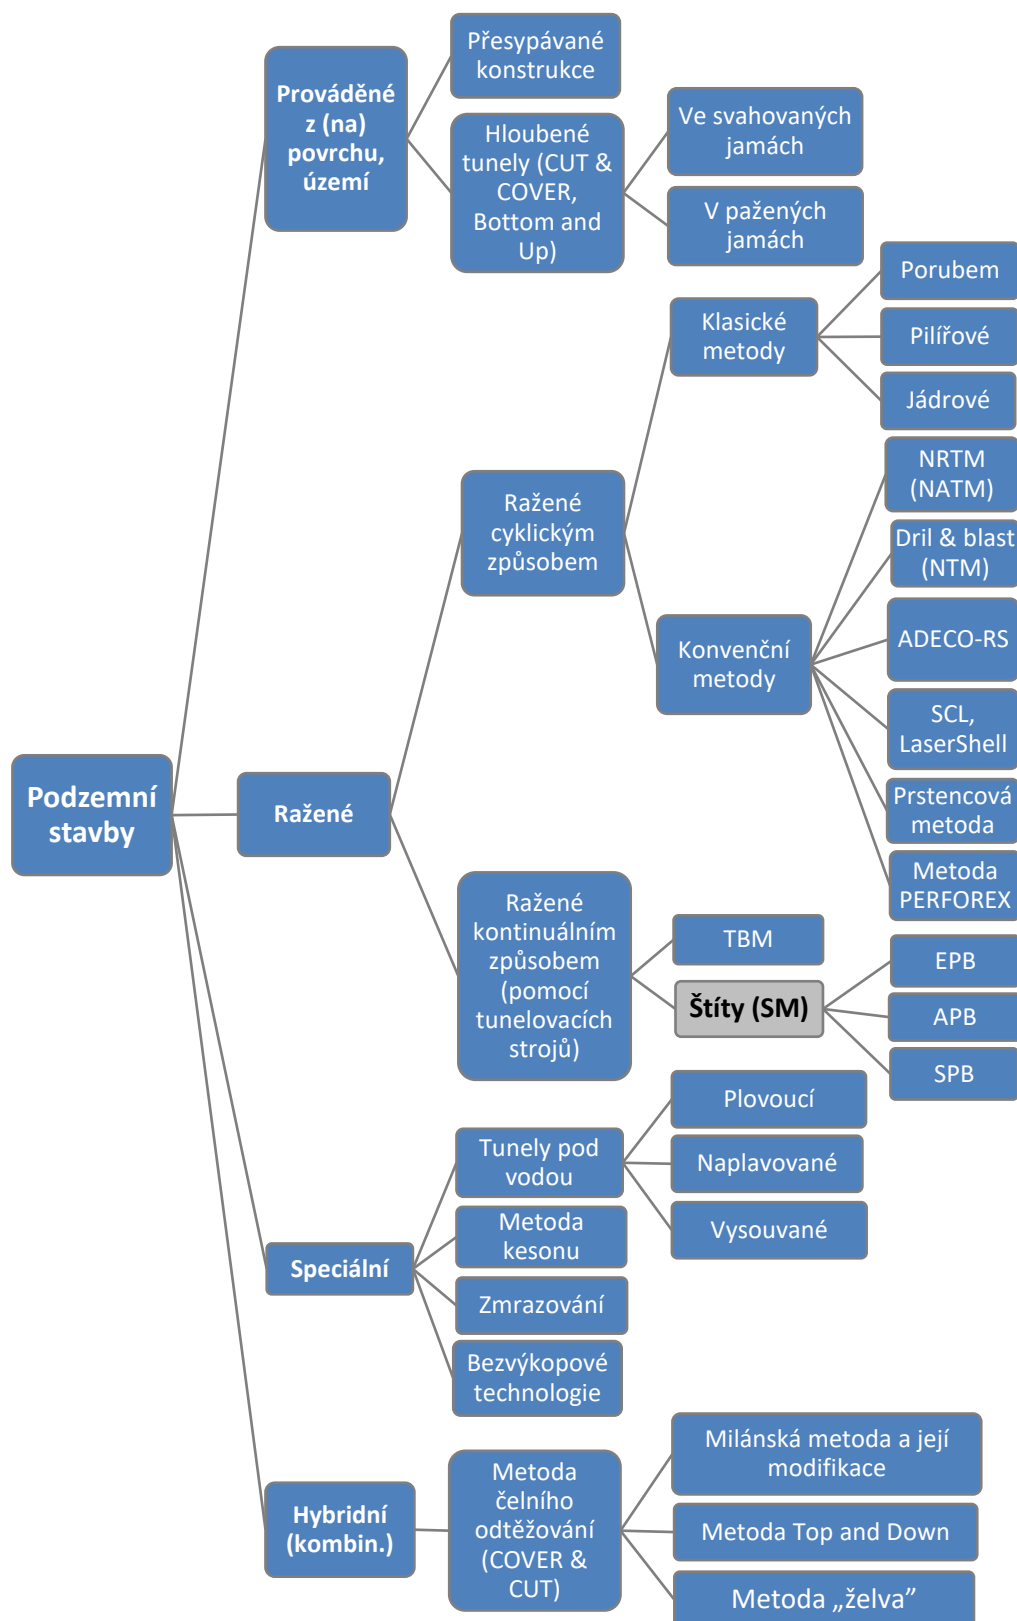 Podzemní
stavby
Prováděné
z (na)
povrchu,
území
Přesypávané
konstrukce
Hloubené
tunely (CUT &
COVER,
Bottom and
Up)
Ve svahovaných
jamách
V pažených
jamách
Ražené
Ražené
cyklickým
způsobem
Klasické
metody
Porubem
Pilířové
Jádrové
Konvenční
metody
NRTM
(NATM)
Dril & blast
(NTM)
ADECO-RS
SCL,
LaserShell
Prstencová
metoda
Metoda
PERFOREX
Ražené
kontinuálním
způsobem
(pomocí
tunelovacích
strojů)
TBM
Štíty (SM)
EPB
APB
SPB
Speciální
Tunely pod
vodou
Plovoucí
Naplavované
Vysouvané
Metoda
kesonu
Zmrazování
Bezvýkopové
technologie
Hybridní
(kombin.)
Metoda
čelního
odtěžování
(COVER &
CUT)
Milánská metoda a její
modifikace
Metoda Top and Down
Metoda „želva”